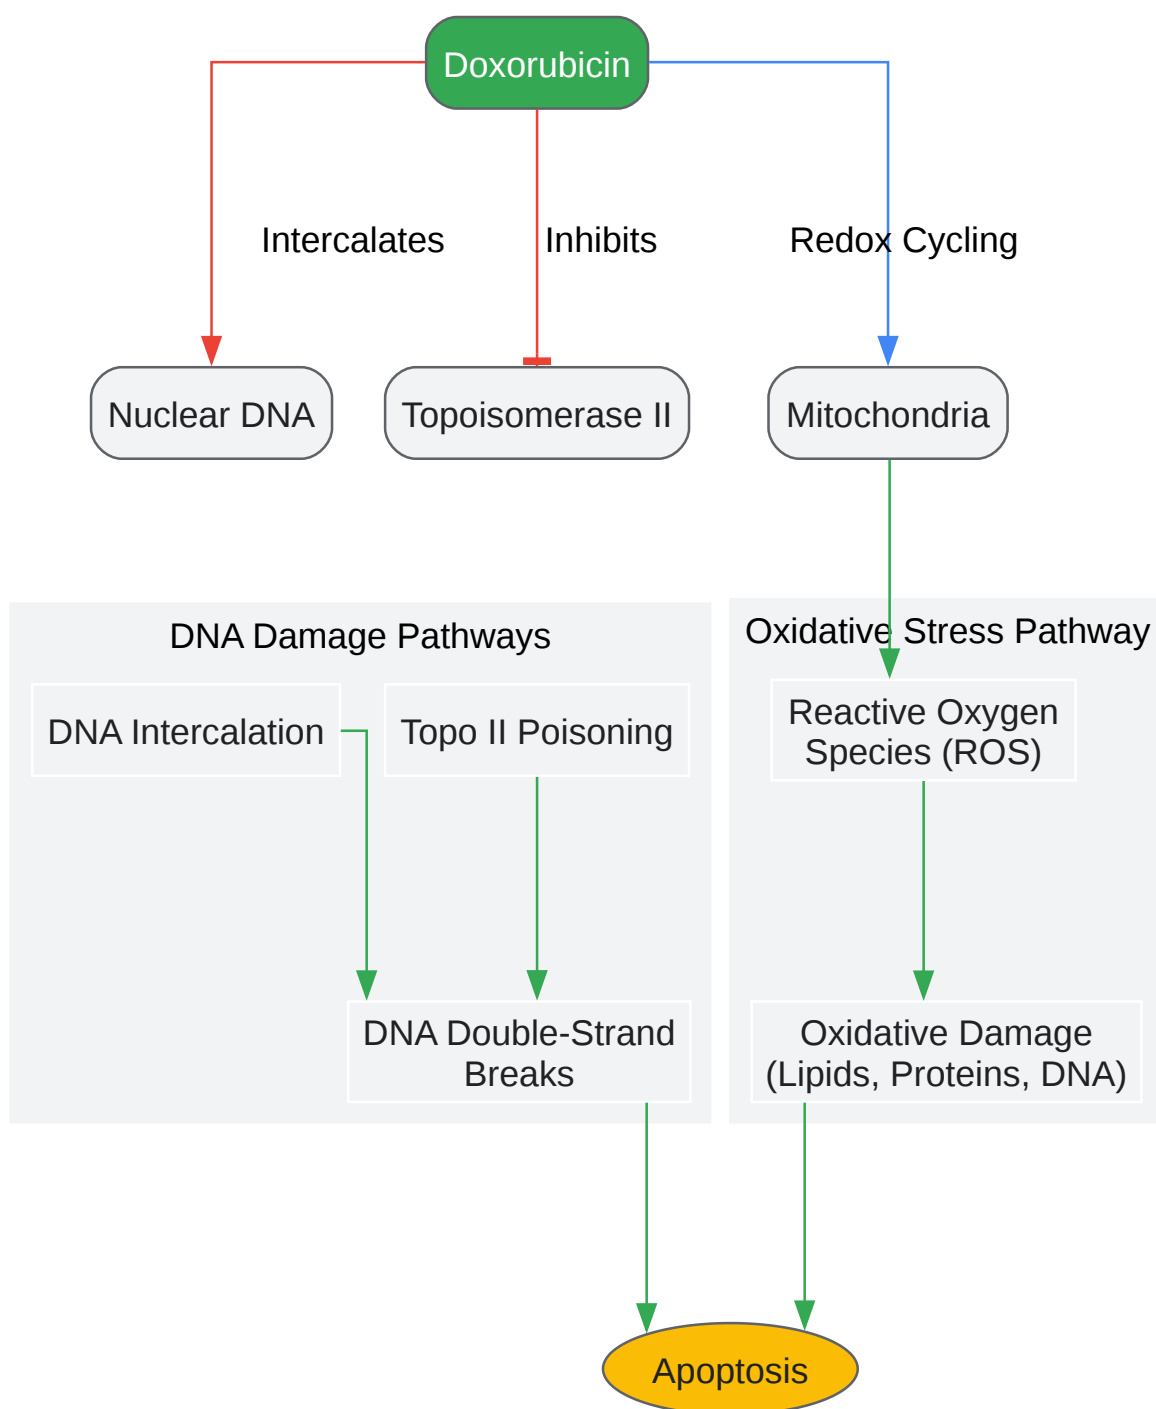 Doxorubicin
Intercalates
Inhibits
Redox Cycling
Nuclear DNA
Topoisomerase II
Mitochondria
DNA Damage Pathways
Oxidative Stress Pathway
DNA Intercalation
Topo II Poisoning
Reactive Oxygen
Species (ROS)
DNA Double-Strand
Breaks
Oxidative Damage
(Lipids, Proteins, DNA)
Apoptosis